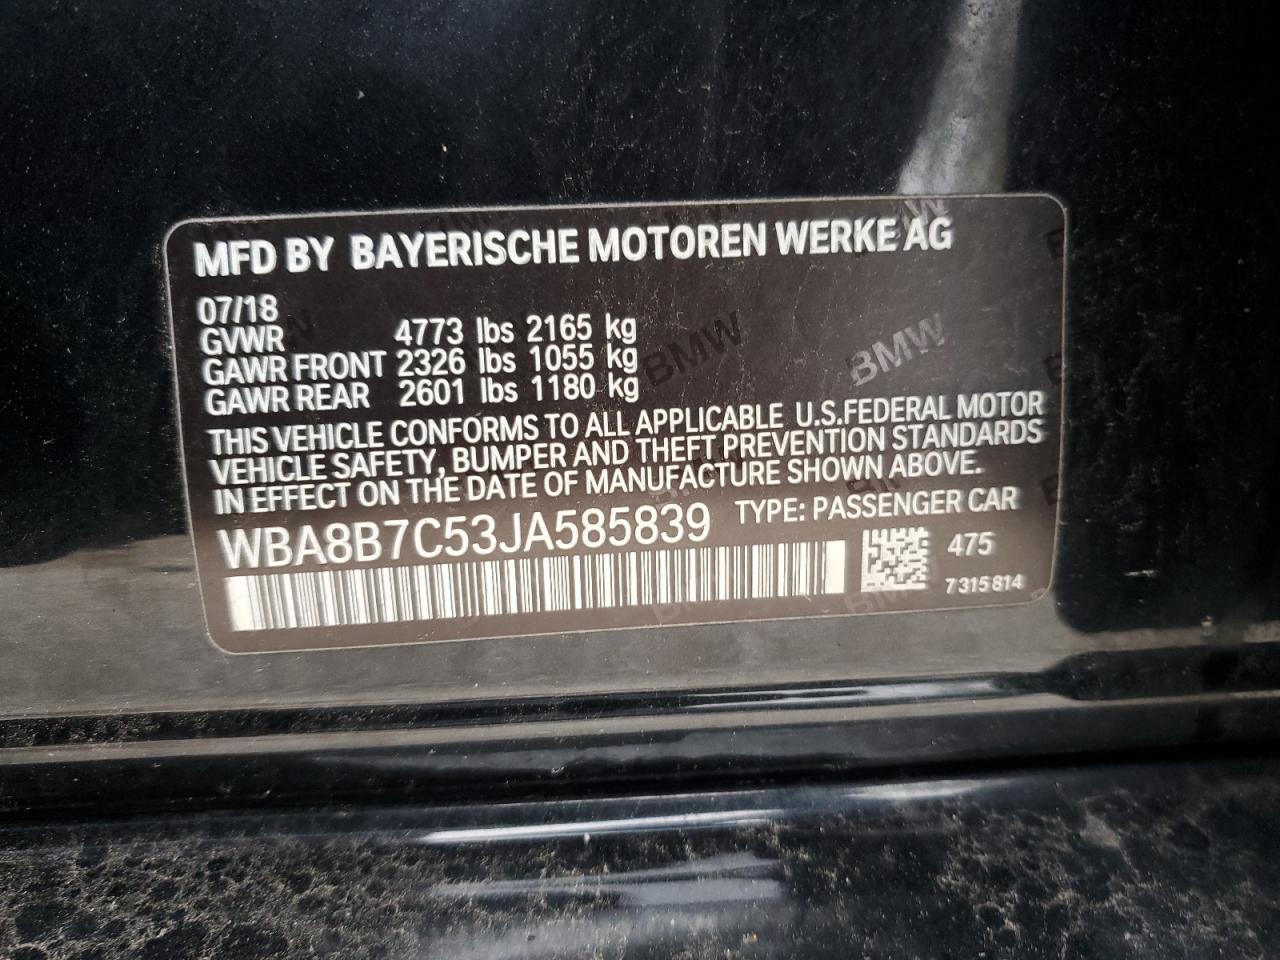 MFD BY BAYERISCHE MOTOREN WERKE AG
07/18
GVWR 4773 lbs 2165 kg
GAWR FRONT 2326 lbs 1055 kg
GAWR REAR 2601 lbs 1180 kg
THIS VEHICLE CONFORMS TO ALL APPLICABLE U.S.FEDERAL MOTOR
VEHICLE SAFETY, BUMPER AND THEFT PREVENTION STANDARDS
IN EFFECT ON THE DATE OF MANUFACTURE SHOWN ABOVE.
WBA8B7C53JA585839 TYPE: PASSENGER CAR
475
7315814
BMW
BMW